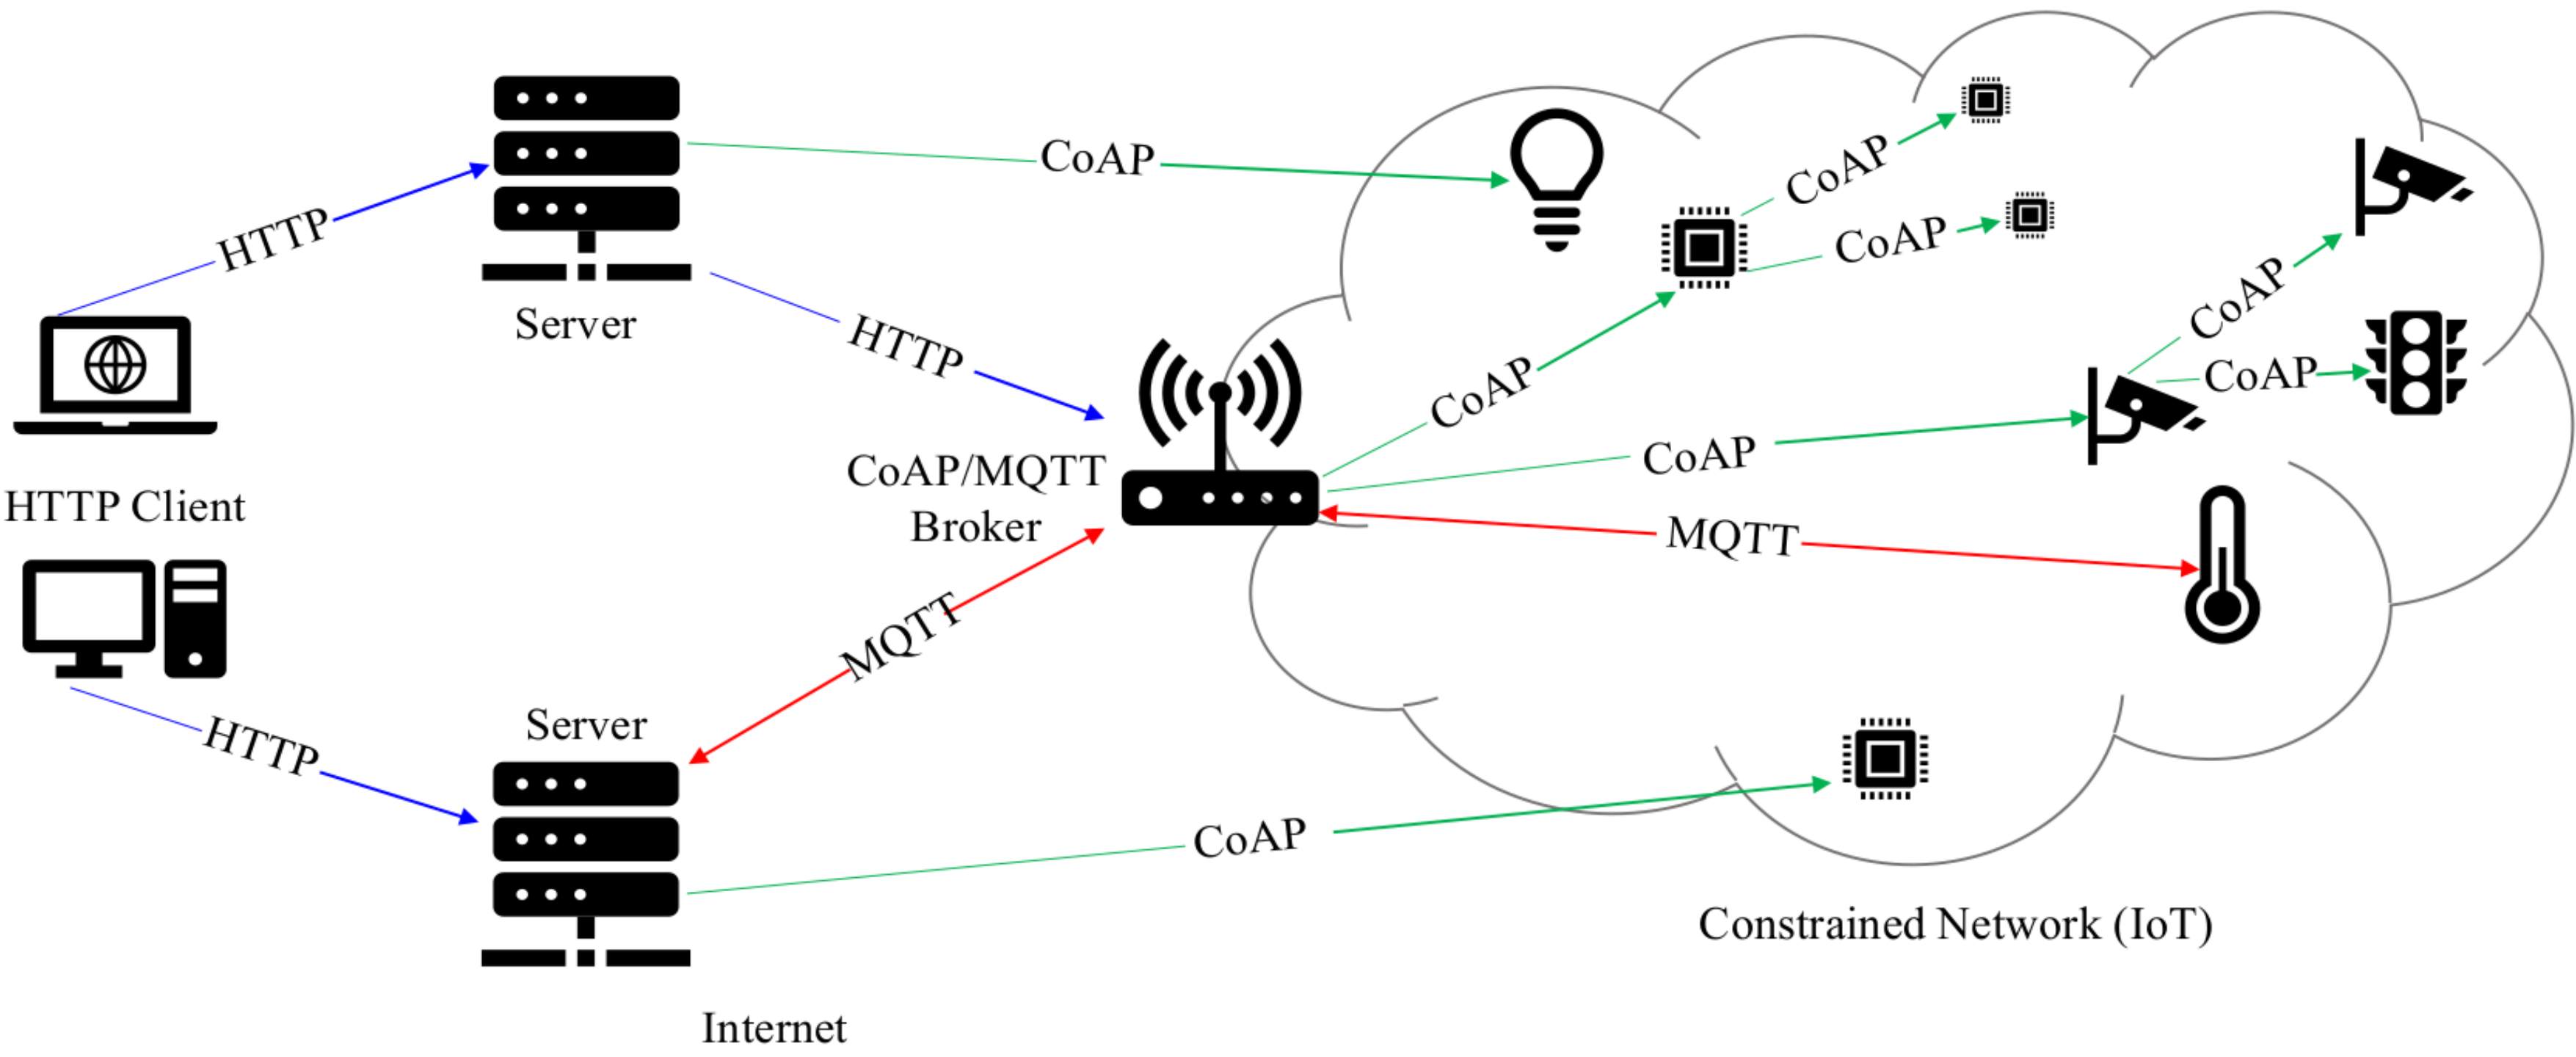 CoAP
CoAP
HTTP
CoAP
Server
HTTP
CoAP
CoAP
CoAP
CoAP
CoAP/MQTT
Broker
HTTP Client
MQTT
MQTT
Server
HTTP
CoAP
Constrained Network (IoT)
Internet